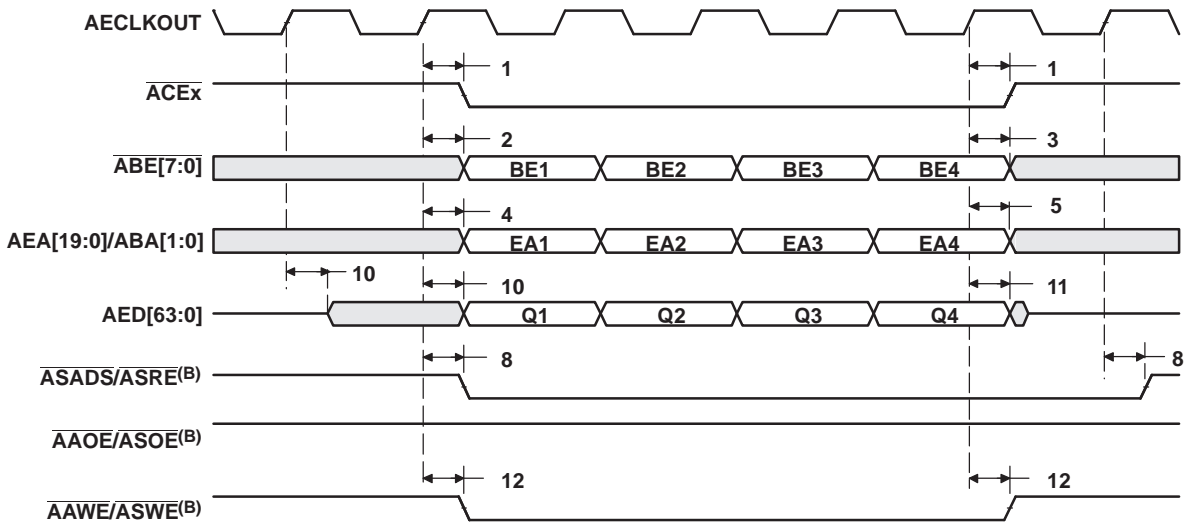 AECLKOUT
1 1
ACEx
2 3
ABE[7:0] BE1 BE2 BE3 BE4
4 5
AEA[19:0]/ABA[1:0] EA1 EA2 EA3 EA4
10 10 11
AED[63:0] Q1 Q2 Q3 Q4
8 8
ASADS/ASRE(B)
AAOE/ASOE(B)
12 12
AAWE/ASWE(B)